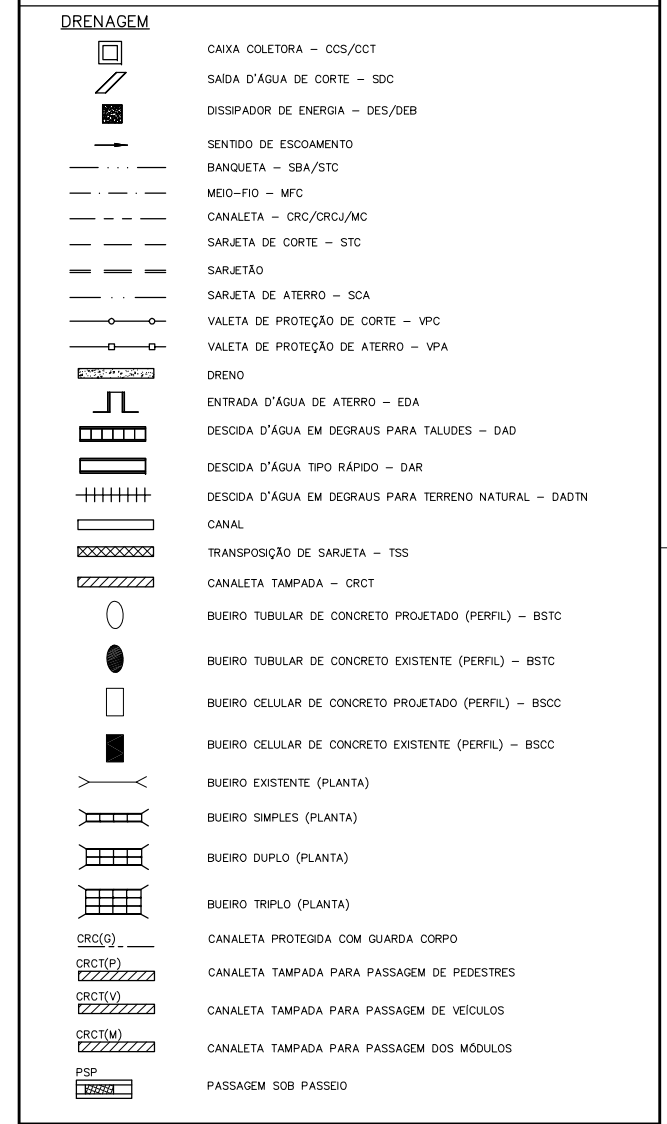 DRENAGEM
CAIXA COLETORA – CCS/CCT
SAÍDA D'ÁGUA DE CORTE – SDC
DISSIPADOR DE ENERGIA – DES/DEB
SENTIDO DE ESCOAMENTO
BANQUETA – SBA/STC
MEIO-FIO – MFC
CANALETA – CRC/CRCJ/MC
SARJETA DE CORTE – STC
SARJETÃO
SARJETA DE ATERRO – SCA
VALETA DE PROTEÇÃO DE CORTE – VPC
VALETA DE PROTEÇÃO DE ATERRO – VPA
DRENO
ENTRADA D'ÁGUA DE ATERRO – EDA
DESCIDA D'ÁGUA EM DEGRAUS PARA TALUDES – DAD
DESCIDA D'ÁGUA TIPO RÁPIDO – DAR
DESCIDA D'ÁGUA EM DEGRAUS PARA TERRENO NATURAL – DADTN
CANAL
TRANSPOSIÇÃO DE SARJETA – TSS
CANALETA TAMPADA – CRCT
BUEIRO TUBULAR DE CONCRETO PROJETADO (PERFIL) – BSTC
BUEIRO TUBULAR DE CONCRETO EXISTENTE (PERFIL) – BSTC
BUEIRO CELULAR DE CONCRETO PROJETADO (PERFIL) – BSCC
BUEIRO CELULAR DE CONCRETO EXISTENTE (PERFIL) – BSCC
BUEIRO EXISTENTE (PLANTA)
BUEIRO SIMPLES (PLANTA)
BUEIRO DUPLO (PLANTA)
BUEIRO TRIPLO (PLANTA)
CRC(G) CANALETA PROTEGIDA COM GUARDA CORPO
CRCT(P) CANALETA TAMPADA PARA PASSAGEM DE PEDESTRES
CRCT(V) CANALETA TAMPADA PARA PASSAGEM DE VEÍCULOS
CRCT(M) CANALETA TAMPADA PARA PASSAGEM DOS MÓDULOS
PSP PASSAGEM SOB PASSEIO